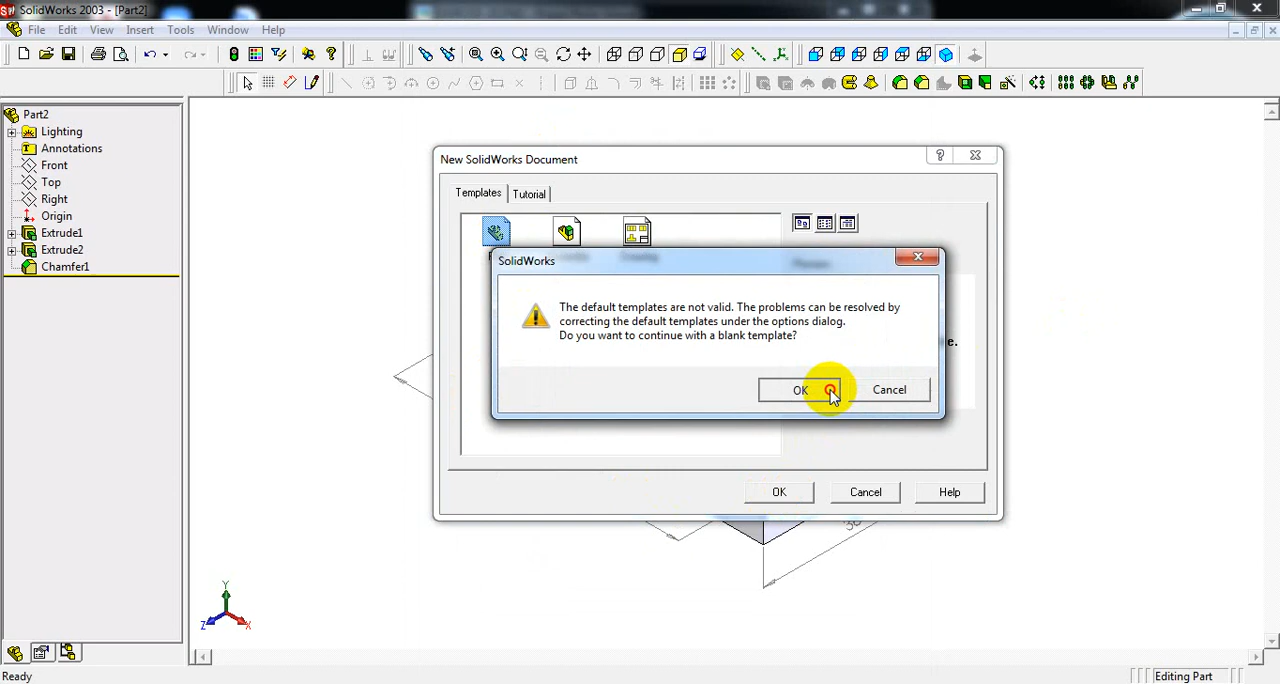 SolidWorks 2003 - [Part2]
File Edit View Insert Tools Window Help
Part2
Lighting
Annotations
Front
Top
Right
Origin
Extrude1
Extrude2
Chamfer1
New SolidWorks Document
Templates Tutorial
SolidWorks
The default templates are not valid. The problems can be resolved by
correcting the default templates under the options dialog.
Do you want to continue with a blank template?
OK Cancel
OK Cancel Help
Y
Z X
Ready Editing Part